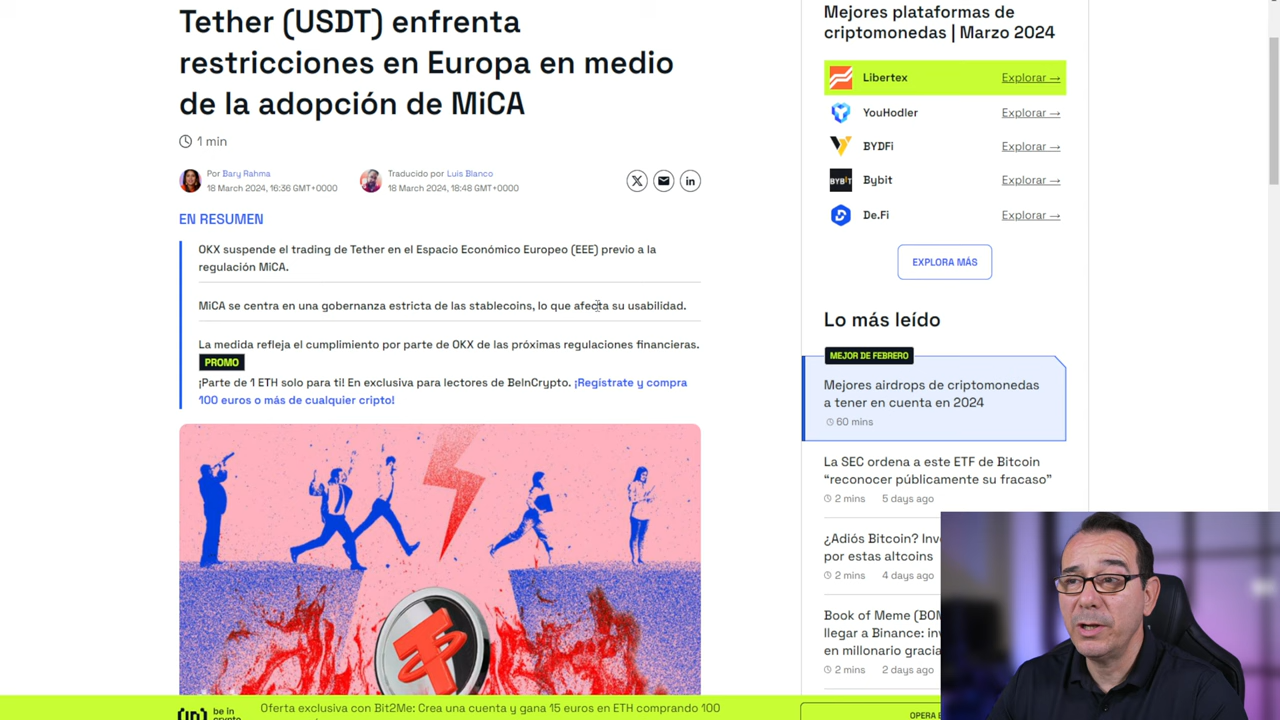 Tether (USDT) enfrenta
restricciones en Europa en medio
de la adopción de MiCA
1 min
Por Bary Rahma
18 March 2024, 16:36 GMT+0000
Traducido por Luis Blanco
18 March 2024, 18:48 GMT+0000
EN RESUMEN
OKX suspende el trading de Tether en el Espacio Económico Europeo (EEE) previo a la
regulación MiCA.
MiCA se centra en una gobernanza estricta de las stablecoins, lo que afecta su usabilidad.
La medida refleja el cumplimiento por parte de OKX de las próximas regulaciones financieras.
PROMO
¡Parte de 1 ETH solo para ti! En exclusiva para lectores de BeInCrypto. ¡Regístrate y compra
100 euros o más de cualquier cripto!
Mejores plataformas de
criptomonedas | Marzo 2024
Libertex Explorar →
YouHodler Explorar →
BYDFi Explorar →
BYBIT Bybit Explorar →
De.Fi Explorar →
EXPLORA MÁS
Lo más leído
MEJOR DE FEBRERO
Mejores airdrops de criptomonedas
a tener en cuenta en 2024
60 mins
La SEC ordena a este ETF de Bitcoin
“reconocer públicamente su fracaso”
2 mins 5 days ago
¿Adiós Bitcoin?
por estas altcoins
2 mins 4 days ago
Book of Meme
llegar a Binance:
en millonario
2 mins 2 days ago
be in
crypto
Oferta exclusiva con Bit2Me: Crea una cuenta y gana 15 euros en ETH comprando 100
OPERA